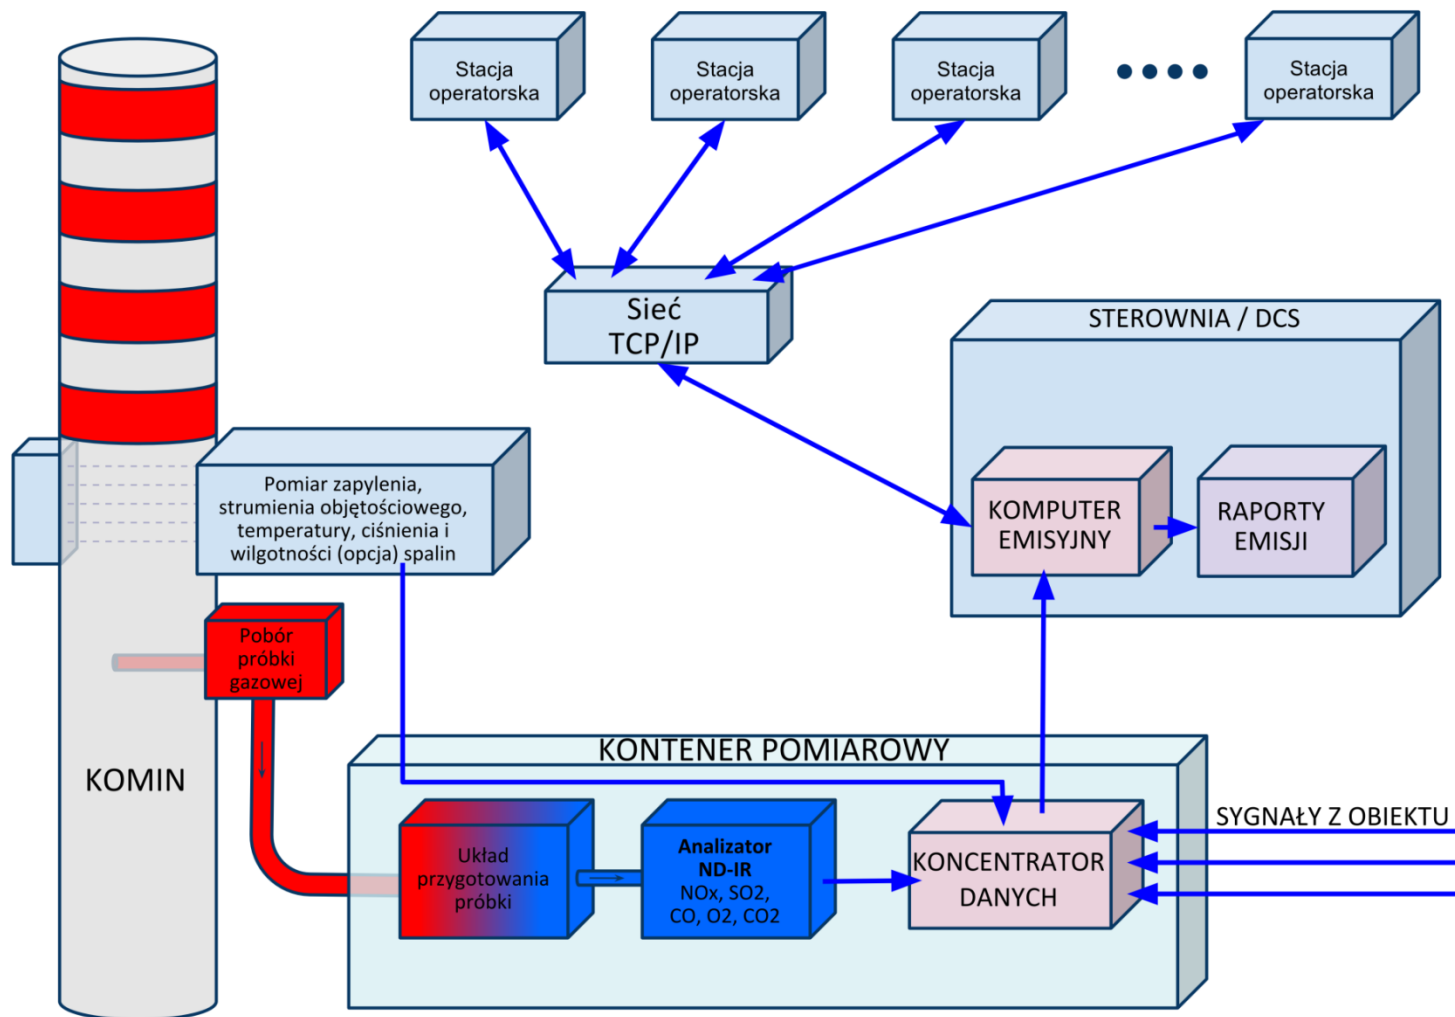 Stacja
operatorska
Stacja
operatorska
Stacja
operatorska
Stacja
operatorska
Sieć
TCP/IP
STEROWNIA / DCS
KOMPUTER
EMISYJNY
RAPORTY
EMISJI
Pomiar zapylenia,
strumienia objętościowego,
temperatury, ciśnienia i
wilgotności (opcja) spalin
Pobór
próbki
gazowej
KOMIN
KONTENER POMIAROWY
Układ
przygotowania
próbki
Analizator
ND-IR
NOx, SO2,
CO, O2, CO2
KONCENTRATOR
DANYCH
SYGNAŁY Z OBIEKTU